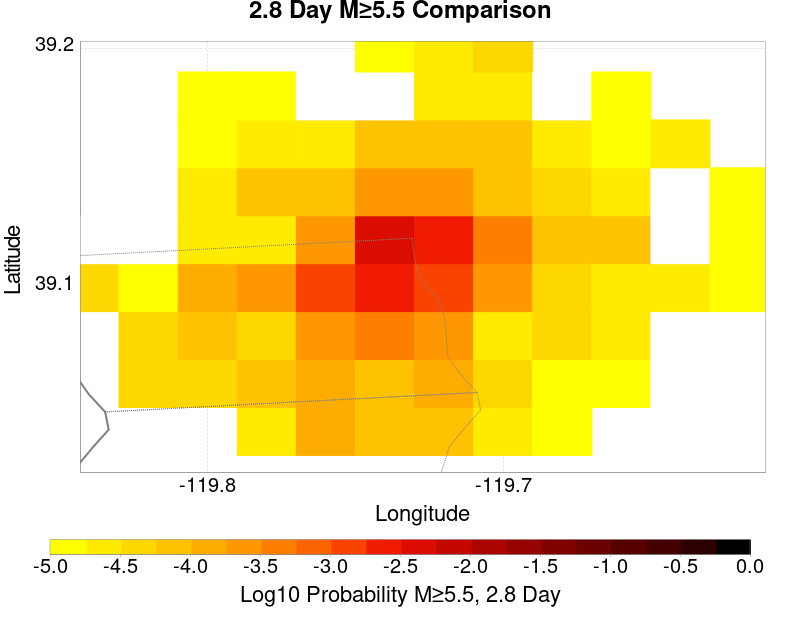 2.8 Day M≥5.5 Comparison
39.2
39.1
Latitude
-119.8
-119.7
Longitude
-5.0 -4.5 -4.0 -3.5 -3.0 -2.5 -2.0 -1.5 -1.0 -0.5 0.0
Log10 Probability M≥5.5, 2.8 Day